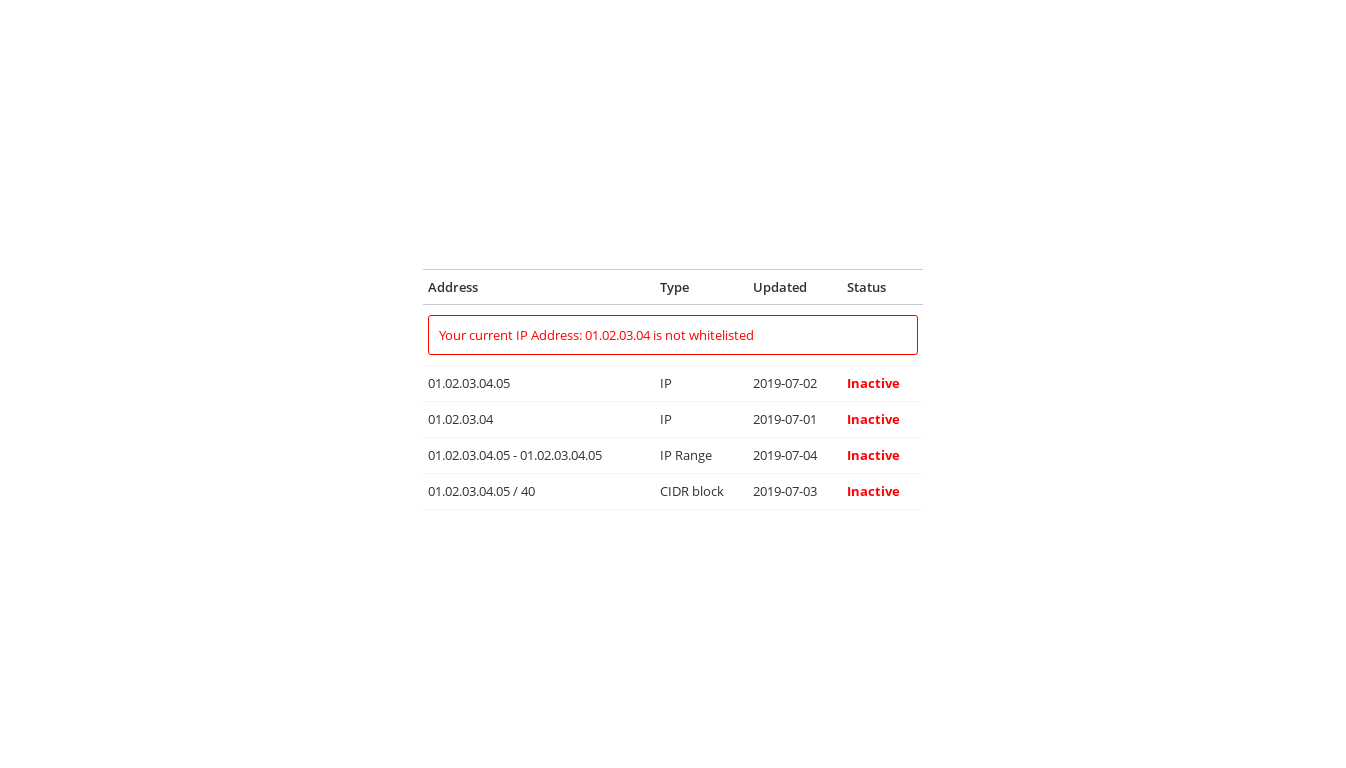 Address Type Updated Status
Your current IP Address: 01.02.03.04 is not whitelisted
01.02.03.04.05 IP 2019-07-02 Inactive
01.02.03.04 IP 2019-07-01 Inactive
01.02.03.04.05 - 01.02.03.04.05 IP Range 2019-07-04 Inactive
01.02.03.04.05 / 40 CIDR block 2019-07-03 Inactive